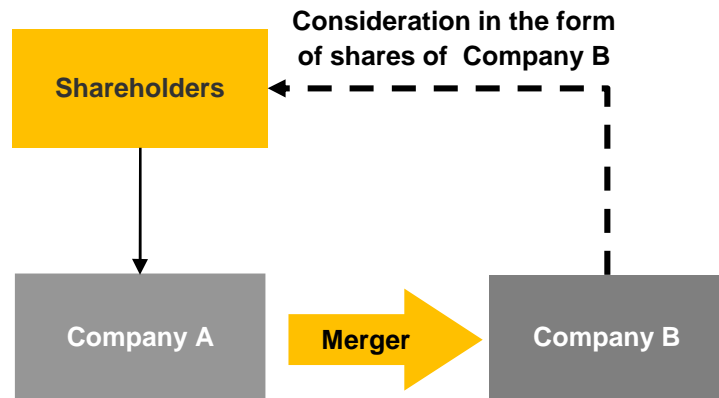 Consideration in the form
of shares of Company B
Shareholders
Company A
Merger
Company B